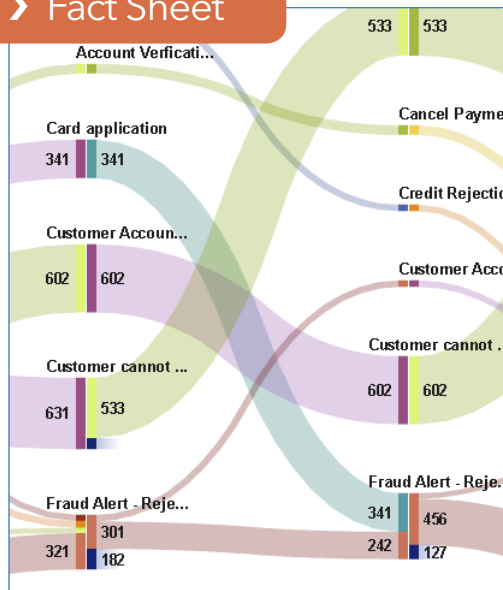 › Fact Sheet
533 533
Account Verficati...
Cancel Payme
Card application
341 341
Credit Rejectio
Customer Accoun...
602 602
Customer Acco
Customer cannot ...
602 602
Customer cannot ...
631 533
Fraud Alert - Reje...
341 456
242 127
Fraud Alert - Reje...
301
321 182